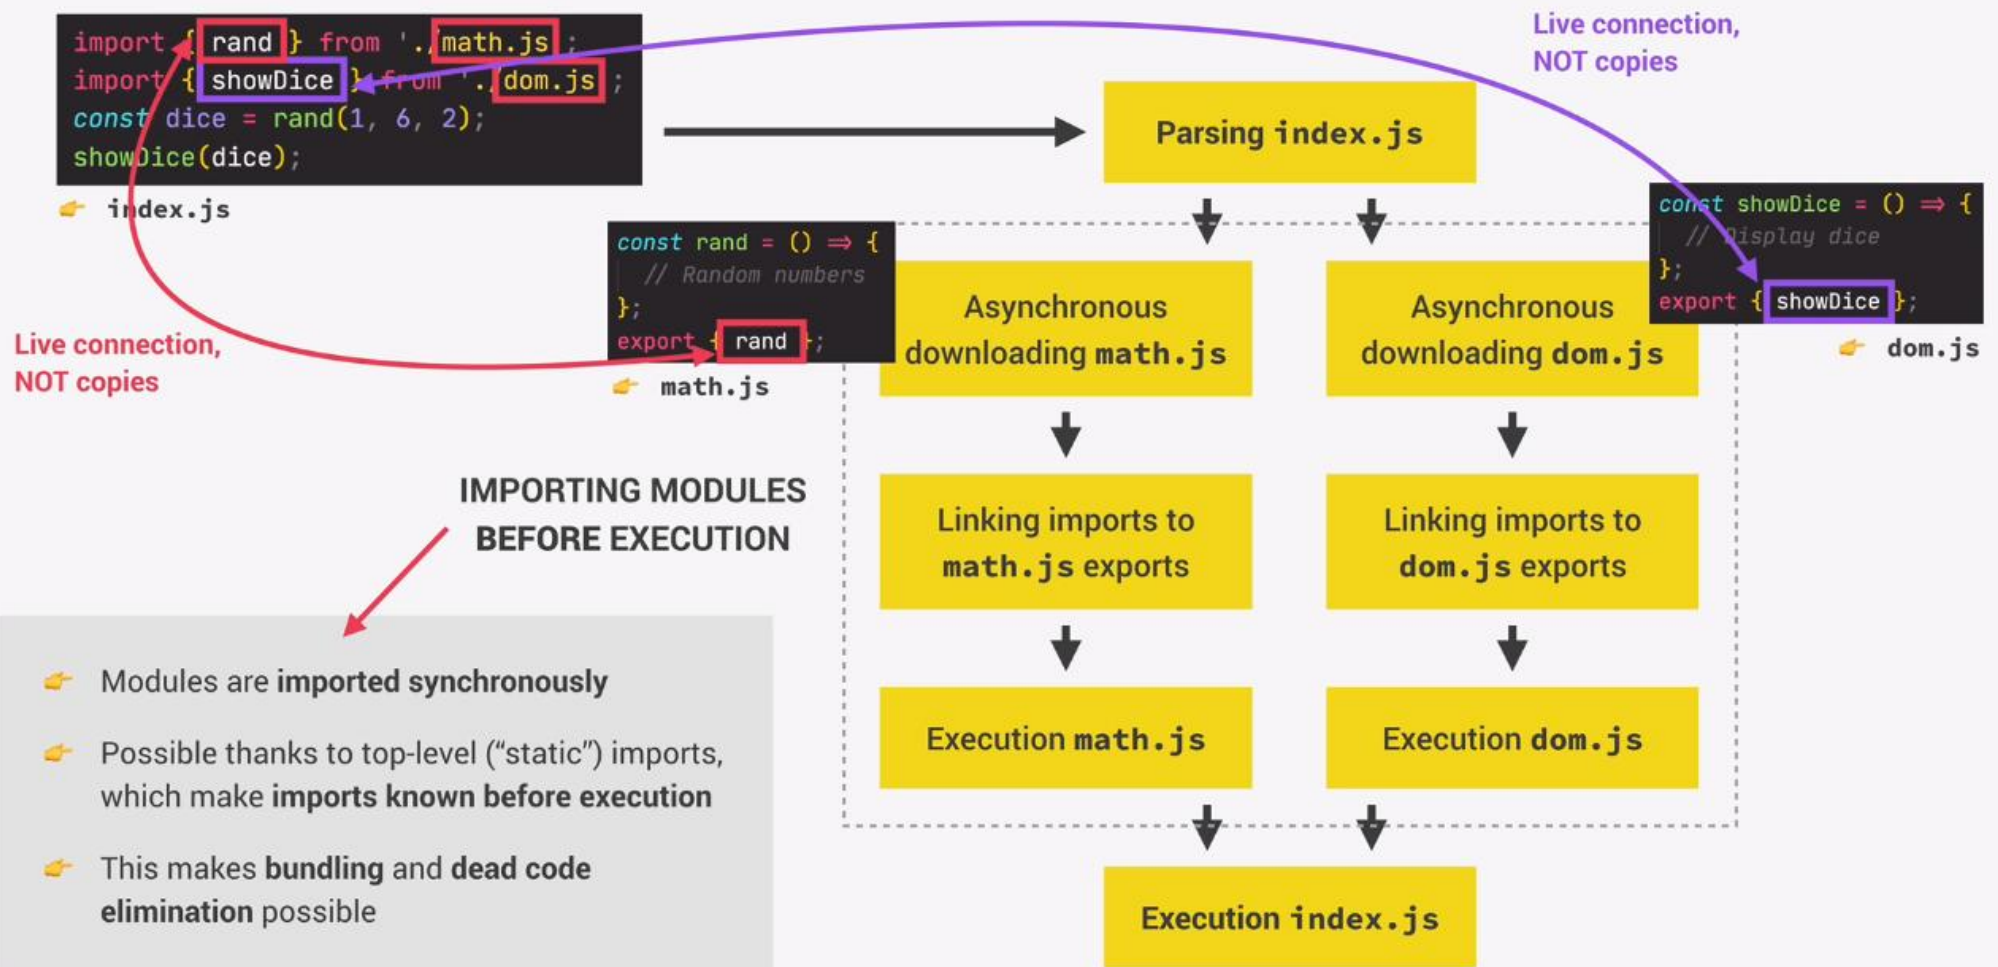 import { rand } from './math.js ;
import { showDice } from './dom.js ;
const dice = rand(1, 6, 2);
showDice(dice);
👉 index.js
Live connection,
NOT copies
Parsing index.js
const showDice = () => {
// Display dice
};
export { showDice };
👉 dom.js
const rand = () => {
// Random numbers
};
export { rand };
👉 math.js
Live connection,
NOT copies
Asynchronous
downloading math.js
Asynchronous
downloading dom.js
IMPORTING MODULES
BEFORE EXECUTION
Linking imports to
math.js exports
Linking imports to
dom.js exports
👉 Modules are imported synchronously
👉 Possible thanks to top-level (“static”) imports,
which make imports known before execution
👉 This makes bundling and dead code
elimination possible
Execution math.js
Execution dom.js
Execution index.js